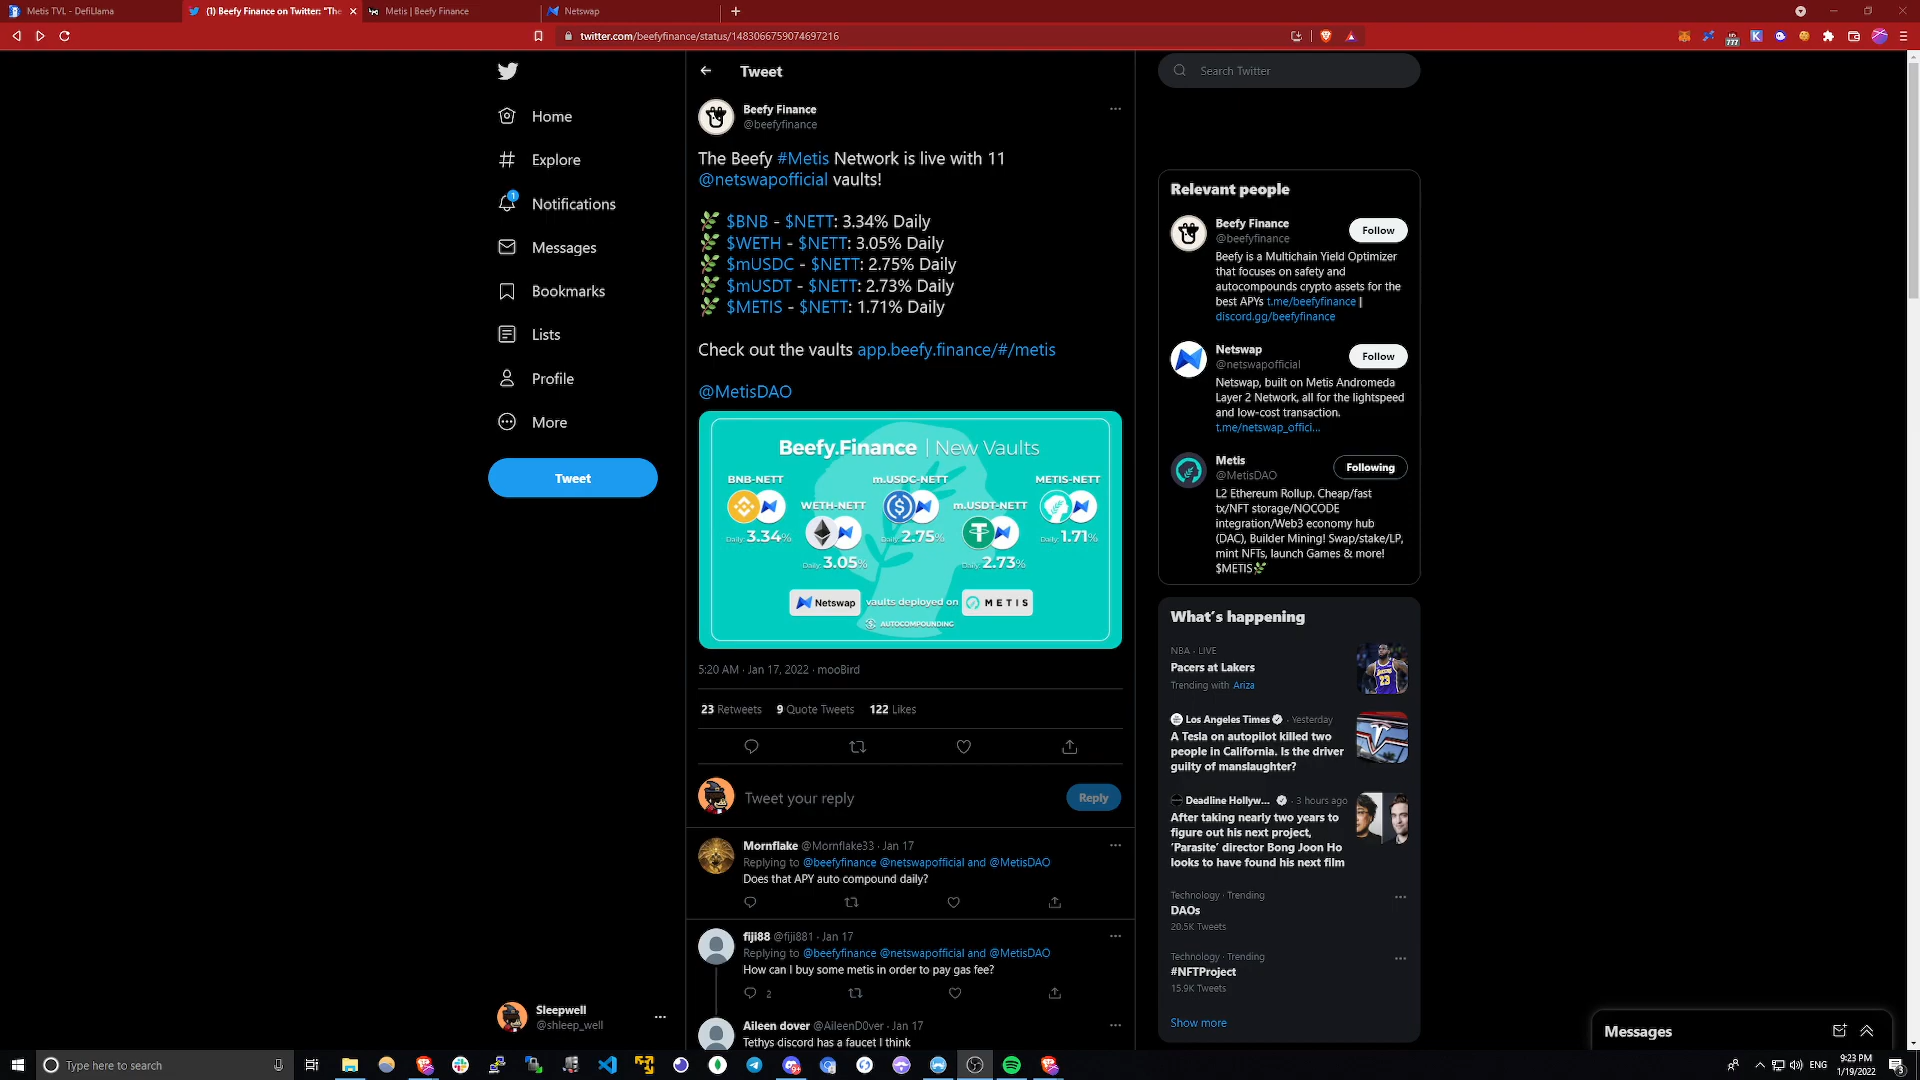 Metis TVL - DefiLlama
(1) Beefy Finance on Twitter: "The
Metis | Beefy Finance
Netswap
twitter.com/beefyfinance/status/1483066759074697216
777
Home
Explore
1
Notifications
Messages
Bookmarks
Lists
Profile
More
Tweet
Sleepwell
@shleep_well
Tweet
Beefy Finance
@beefyfinance
The Beefy #Metis Network is live with 11
@netswapofficial vaults!
$BNB - $NETT: 3.34% Daily
$WETH - $NETT: 3.05% Daily
$mUSDC - $NETT: 2.75% Daily
$mUSDT - $NETT: 2.73% Daily
$METIS - $NETT: 1.71% Daily
Check out the vaults app.beefy.finance/#/metis
@MetisDAO
Beefy.Finance | New Vaults
BNB-NETT
Daily: 3.34%
WETH-NETT
Daily: 3.05%
m.USDC-NETT
Daily: 2.75%
m.USDT-NETT
Daily: 2.73%
METIS-NETT
Daily: 1.71%
Netswap vaults deployed on METIS
AUTOCOMPOUNDING
5:20 AM · Jan 17, 2022 · mooBird
23 Retweets 9 Quote Tweets 122 Likes
Tweet your reply
Reply
Mornflake @Mornflake33 · Jan 17
Replying to @beefyfinance @netswapofficial and @MetisDAO
Does that APY auto compound daily?
fiji88 @fiji881 · Jan 17
Replying to @beefyfinance @netswapofficial and @MetisDAO
How can I buy some metis in order to pay gas fee?
2
Aileen dover @AileenD0ver · Jan 17
Tethys discord has a faucet I think
Search Twitter
Relevant people
Beefy Finance
@beefyfinance
Follow
Beefy is a Multichain Yield Optimizer
that focuses on safety and
autocompounds crypto assets for the
best APYs t.me/beefyfinance |
discord.gg/beefyfinance
Netswap
@netswapofficial
Follow
Netswap, built on Metis Andromeda
Layer 2 Network, all for the lightspeed
and low-cost transaction.
t.me/netswap_offici...
Metis
@MetisDAO
Following
L2 Ethereum Rollup. Cheap/fast
tx/NFT storage/NOCODE
integration/Web3 economy hub
(DAC), Builder Mining! Swap/stake/LP,
mint NFTs, launch Games & more!
$METIS
What's happening
NBA · LIVE
Pacers at Lakers
Trending with Ariza
Los Angeles Times · Yesterday
A Tesla on autopilot killed two
people in California. Is the driver
guilty of manslaughter?
Deadline Hollyw... · 3 hours ago
After taking nearly two years to
figure out his next project,
'Parasite' director Bong Joon Ho
looks to have found his next film
Technology · Trending
DAOs
20.5K Tweets
Technology · Trending
#NFTProject
15.9K Tweets
Show more
Messages
Type here to search
ENG
9:23 PM
1/19/2022
3